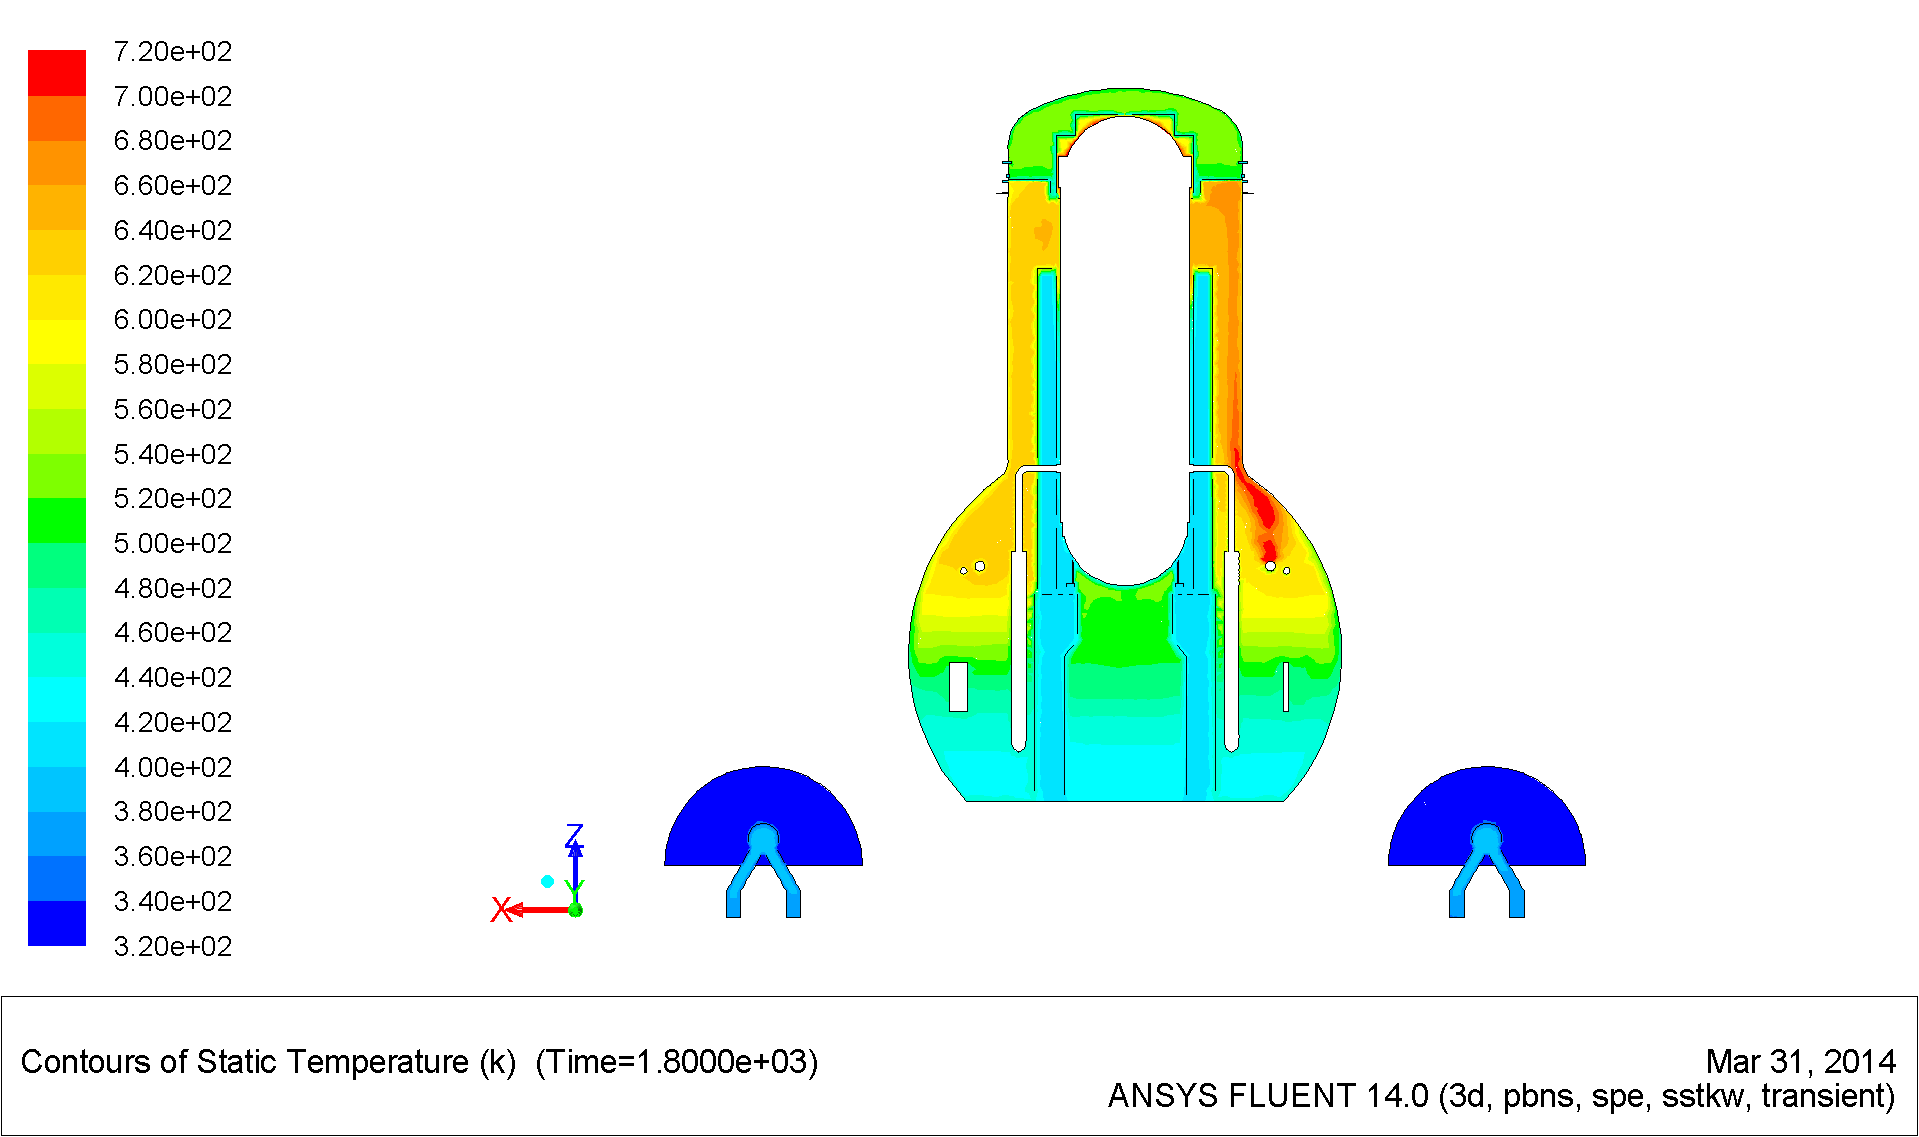 7.20e+02
7.00e+02
6.80e+02
6.60e+02
6.40e+02
6.20e+02
6.00e+02
5.80e+02
5.60e+02
5.40e+02
5.20e+02
5.00e+02
4.80e+02
4.60e+02
4.40e+02
4.20e+02
4.00e+02
3.80e+02
3.60e+02
3.40e+02
3.20e+02
Z
Y
X
Contours of Static Temperature (k)  (Time=1.8000e+03)
Mar 31, 2014
ANSYS FLUENT 14.0 (3d, pbns, spe, sstkw, transient)